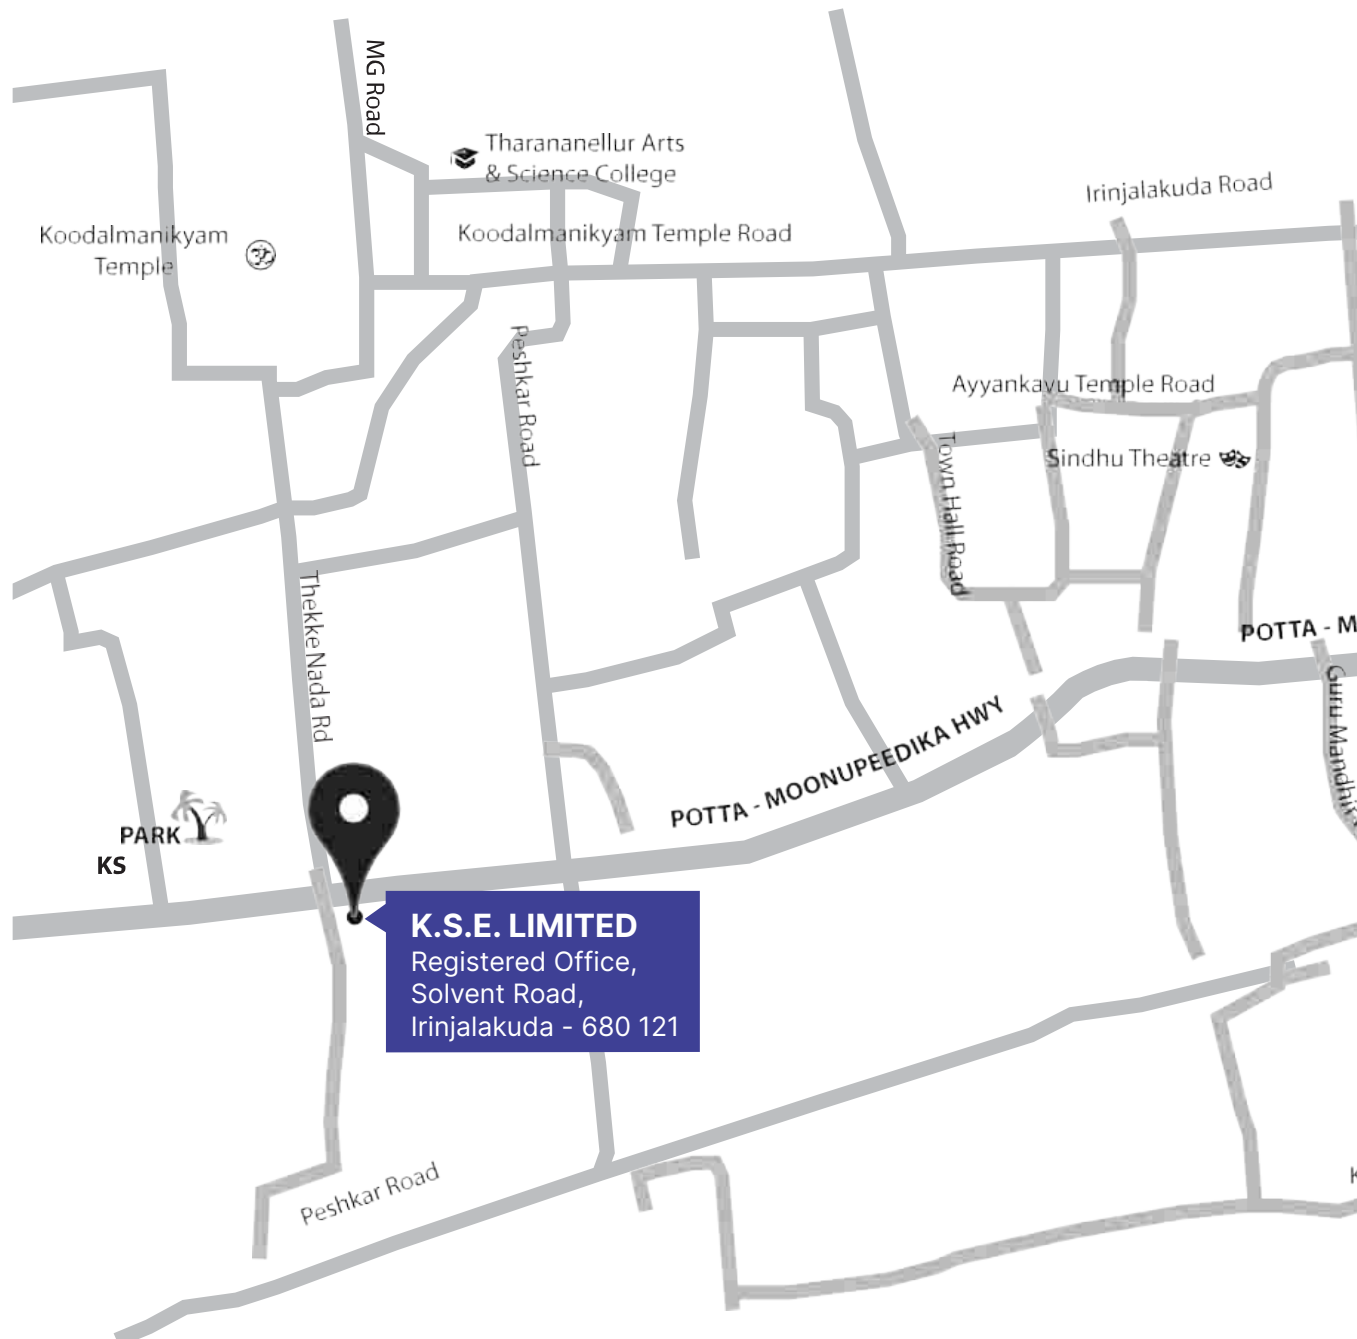 MG Road
Tharananellur Arts
& Science College
Irinjalakuda Road
Koodalmanikyam
Temple
Koodalmanikyam Temple Road
Peshkar Road
Ayyankavu Temple Road
Town Hall Road
Sindhu Theatre
Thekke Nada Rd
POTTA - M
Guru Mandhira
POTTA - MOONUPEEDIKA HWY
PARK
KS
K.S.E. LIMITED
Registered Office,
Solvent Road,
Irinjalakuda - 680 121
Peshkar Road
K